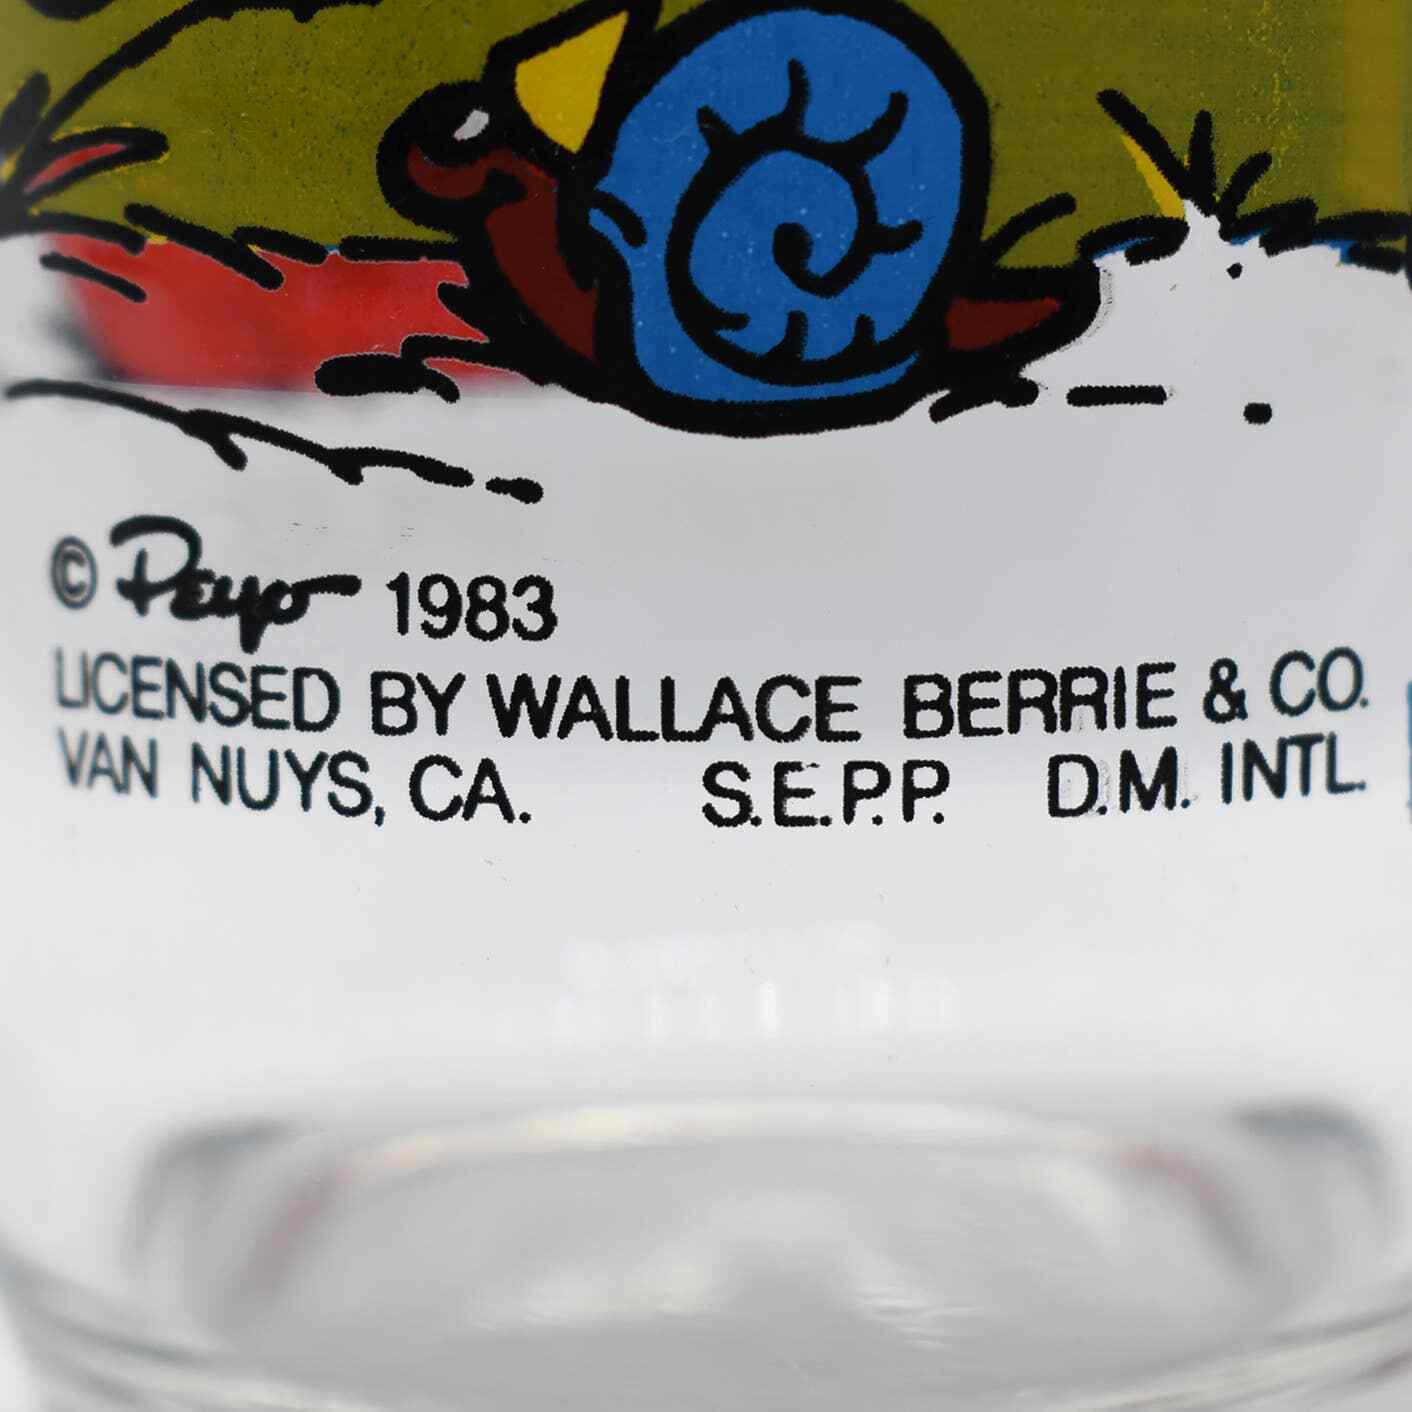 © Peyo 1983
LICENSED BY WALLACE BERRIE & CO.
VAN NUYS, CA. S.E.P.P. D.M. INTL.